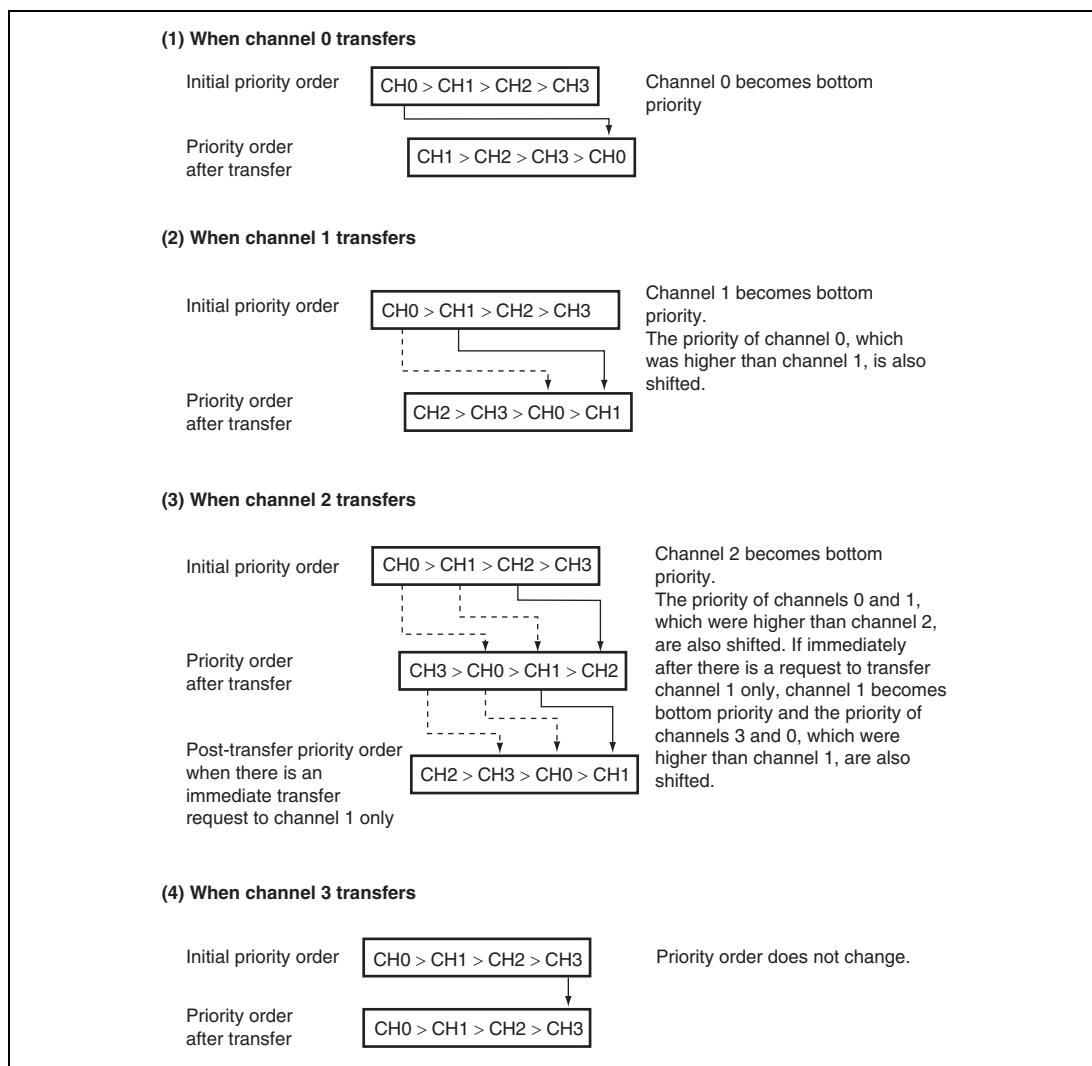 (1) When channel 0 transfers
Initial priority order
CH0 > CH1 > CH2 > CH3
Channel 0 becomes bottom
priority
Priority order
after transfer
CH1 > CH2 > CH3 > CH0
(2) When channel 1 transfers
Initial priority order
CH0 > CH1 > CH2 > CH3
Channel 1 becomes bottom
priority.
The priority of channel 0, which
was higher than channel 1, is also
shifted.
Priority order
after transfer
CH2 > CH3 > CH0 > CH1
(3) When channel 2 transfers
Initial priority order
CH0 > CH1 > CH2 > CH3
Channel 2 becomes bottom
priority.
The priority of channels 0 and 1,
which were higher than channel 2,
are also shifted. If immediately
after there is a request to transfer
channel 1 only, channel 1 becomes
bottom priority and the priority of
channels 3 and 0, which were
higher than channel 1, are also
shifted.
Priority order
after transfer
CH3 > CH0 > CH1 > CH2
Post-transfer priority order
when there is an
immediate transfer
request to channel 1 only
CH2 > CH3 > CH0 > CH1
(4) When channel 3 transfers
Initial priority order
CH0 > CH1 > CH2 > CH3
Priority order does not change.
Priority order
after transfer
CH0 > CH1 > CH2 > CH3